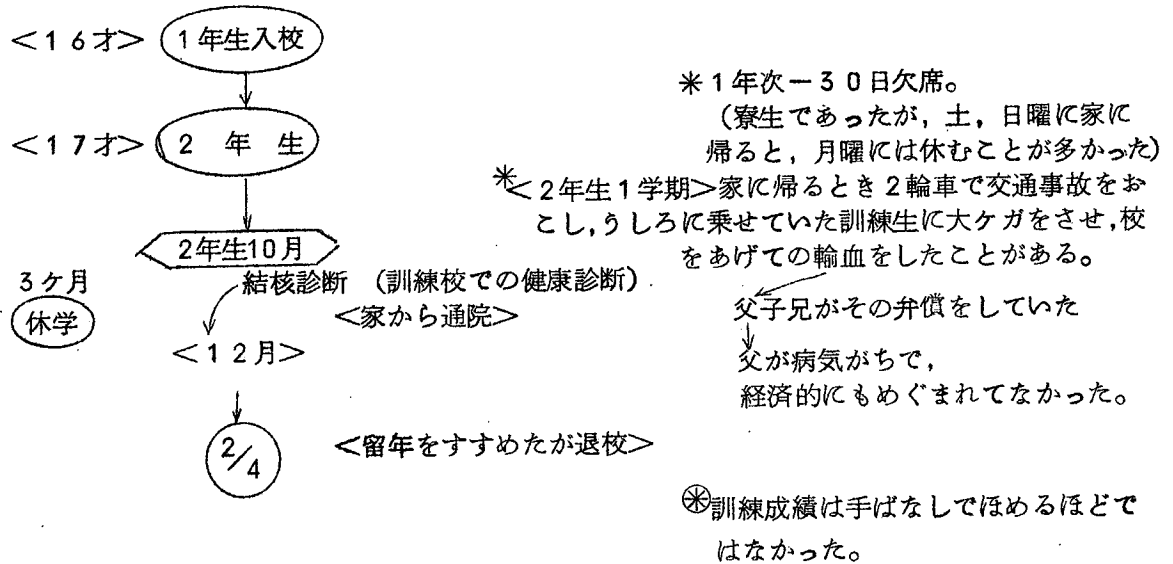 <16才> 1年生入校
<17才> 2年生
2年生10月
結核診断 (訓練校での健康診断)
3ケ月
休学
<家から通院>
<12月>
2/4
<留年をすすめたが退校>
*1年次−30日欠席。
(寮生であったが,土,日曜に家に
帰ると,月曜には休むことが多かった)
*<2年生1学期>家に帰るとき2輪車で交通事故をお
こし,うしろに乗せていた訓練生に大ケガをさせ,校
をあげての輸血をしたことがある。
父子兄がその弁償をしていた
父が病気がちで,
経済的にもめぐまれてなかった。
※訓練成績は手ばなしでほめるほどで
はなかった。